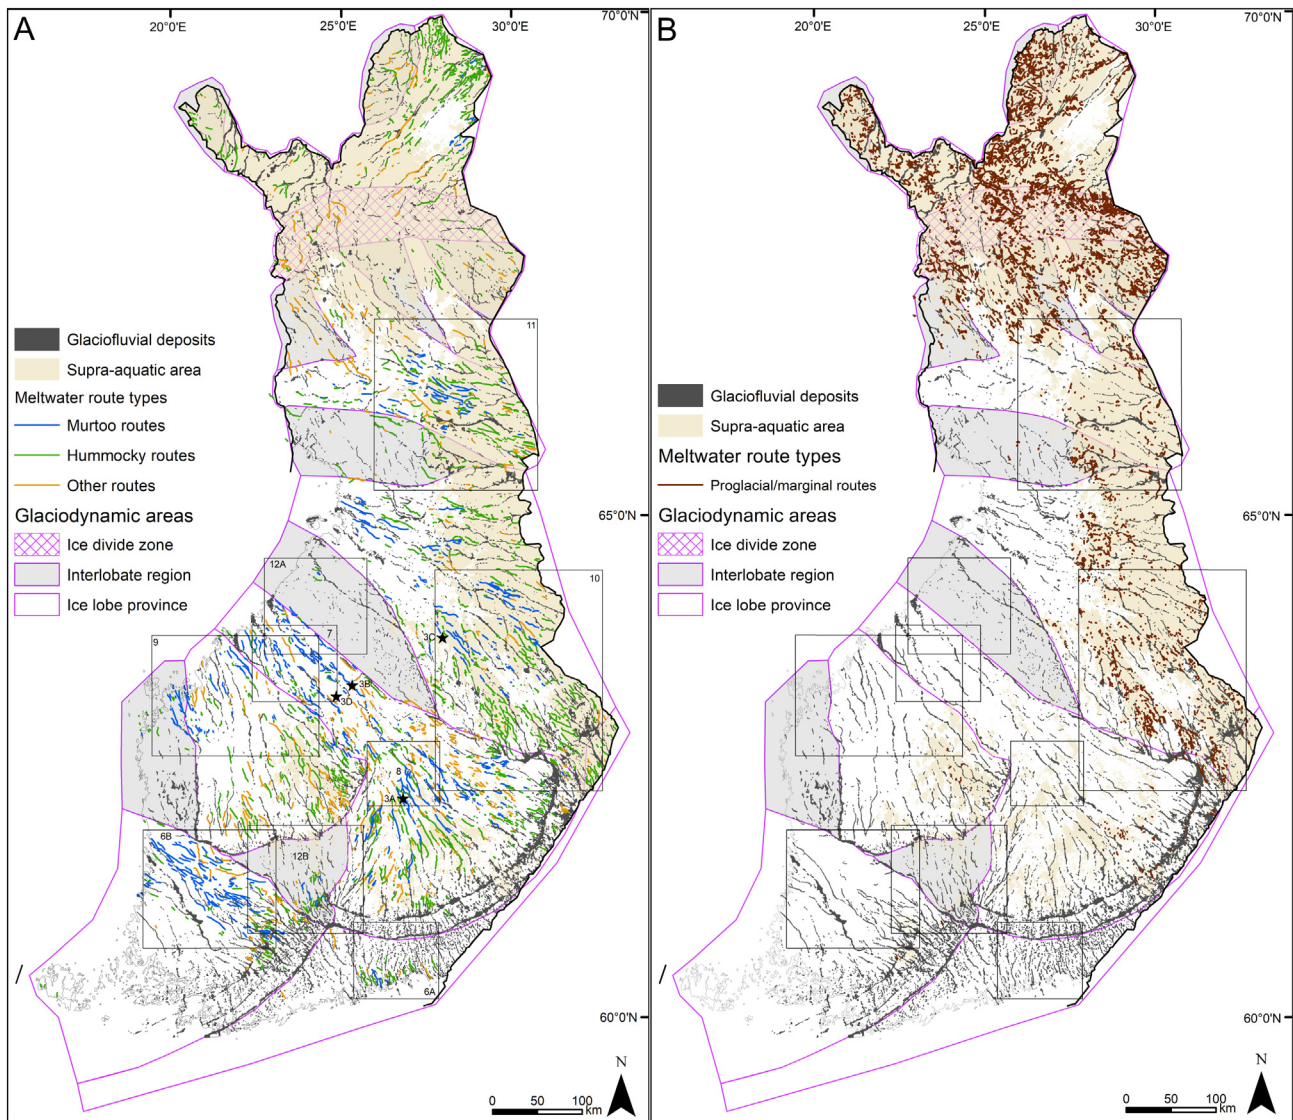 A
20°0'E
25°0'E
30°0'E
11
Glaciofluvial deposits
Supra-aquatic area
Meltwater route types
Murtoo routes
Hummocky routes
Other routes
Glaciodynamic areas
Ice divide zone
Interlobate region
Ice lobe province
65°0'N
12A
10
7
3C
9
3B
3D
8
3A
6B
12B
6A
60°0'N
N
0 50 100
km
B
20°0'E
25°0'E
30°0'E
70°0'N
70°0'N
Glaciofluvial deposits
Supra-aquatic area
Meltwater route types
Proglacial/marginal routes
Glaciodynamic areas
Ice divide zone
Interlobate region
Ice lobe province
65°0'N
60°0'N
N
0 50 100
km